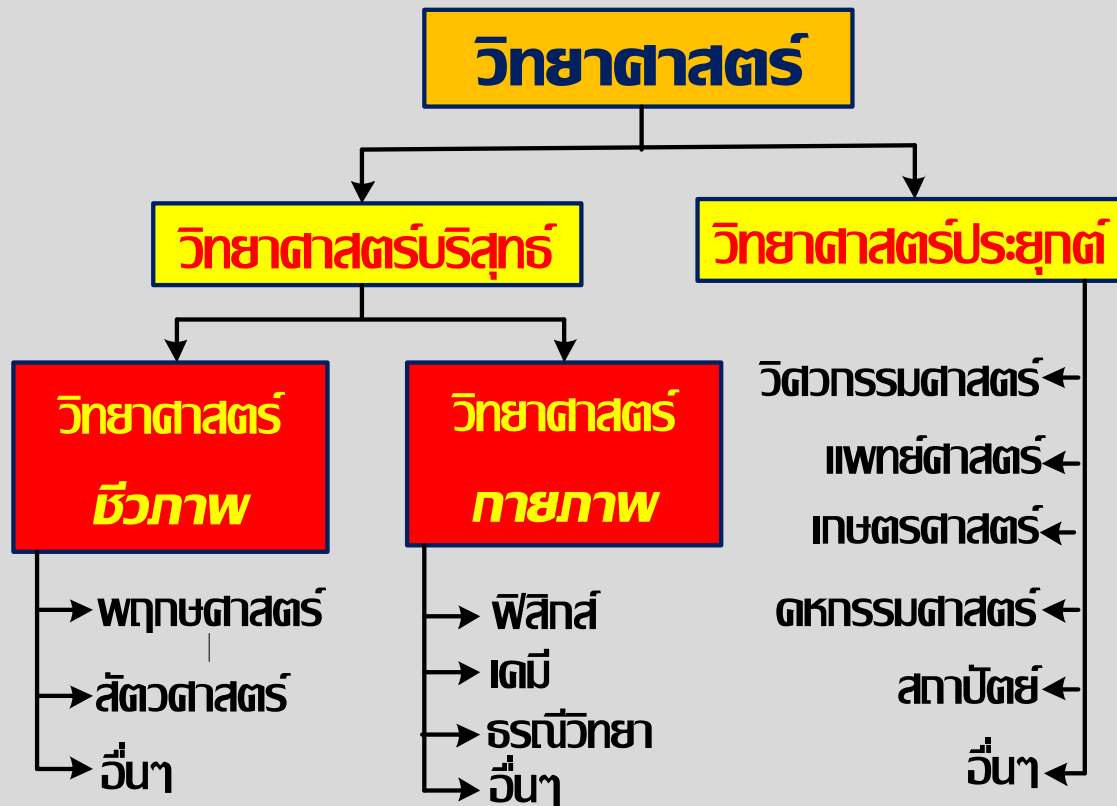 วิทยาศาสตร์
วิทยาศาสตร์บริสุทธ์
วิทยาศาสตร์ประยุกต์
วิทยาศาสตร์
ชีวภาพ
พฤกษศาสตร์
สัตวศาสตร์
อื่นๆ
วิทยาศาสตร์
กายภาพ
ฟิสิกส์
เคมี
ธรณีวิทยา
อื่นๆ
วิศวกรรมศาสตร์
แพทย์ศาสตร์
เกษตรศาสตร์
คหกรรมศาสตร์
สถาปัตย์
อื่นๆ